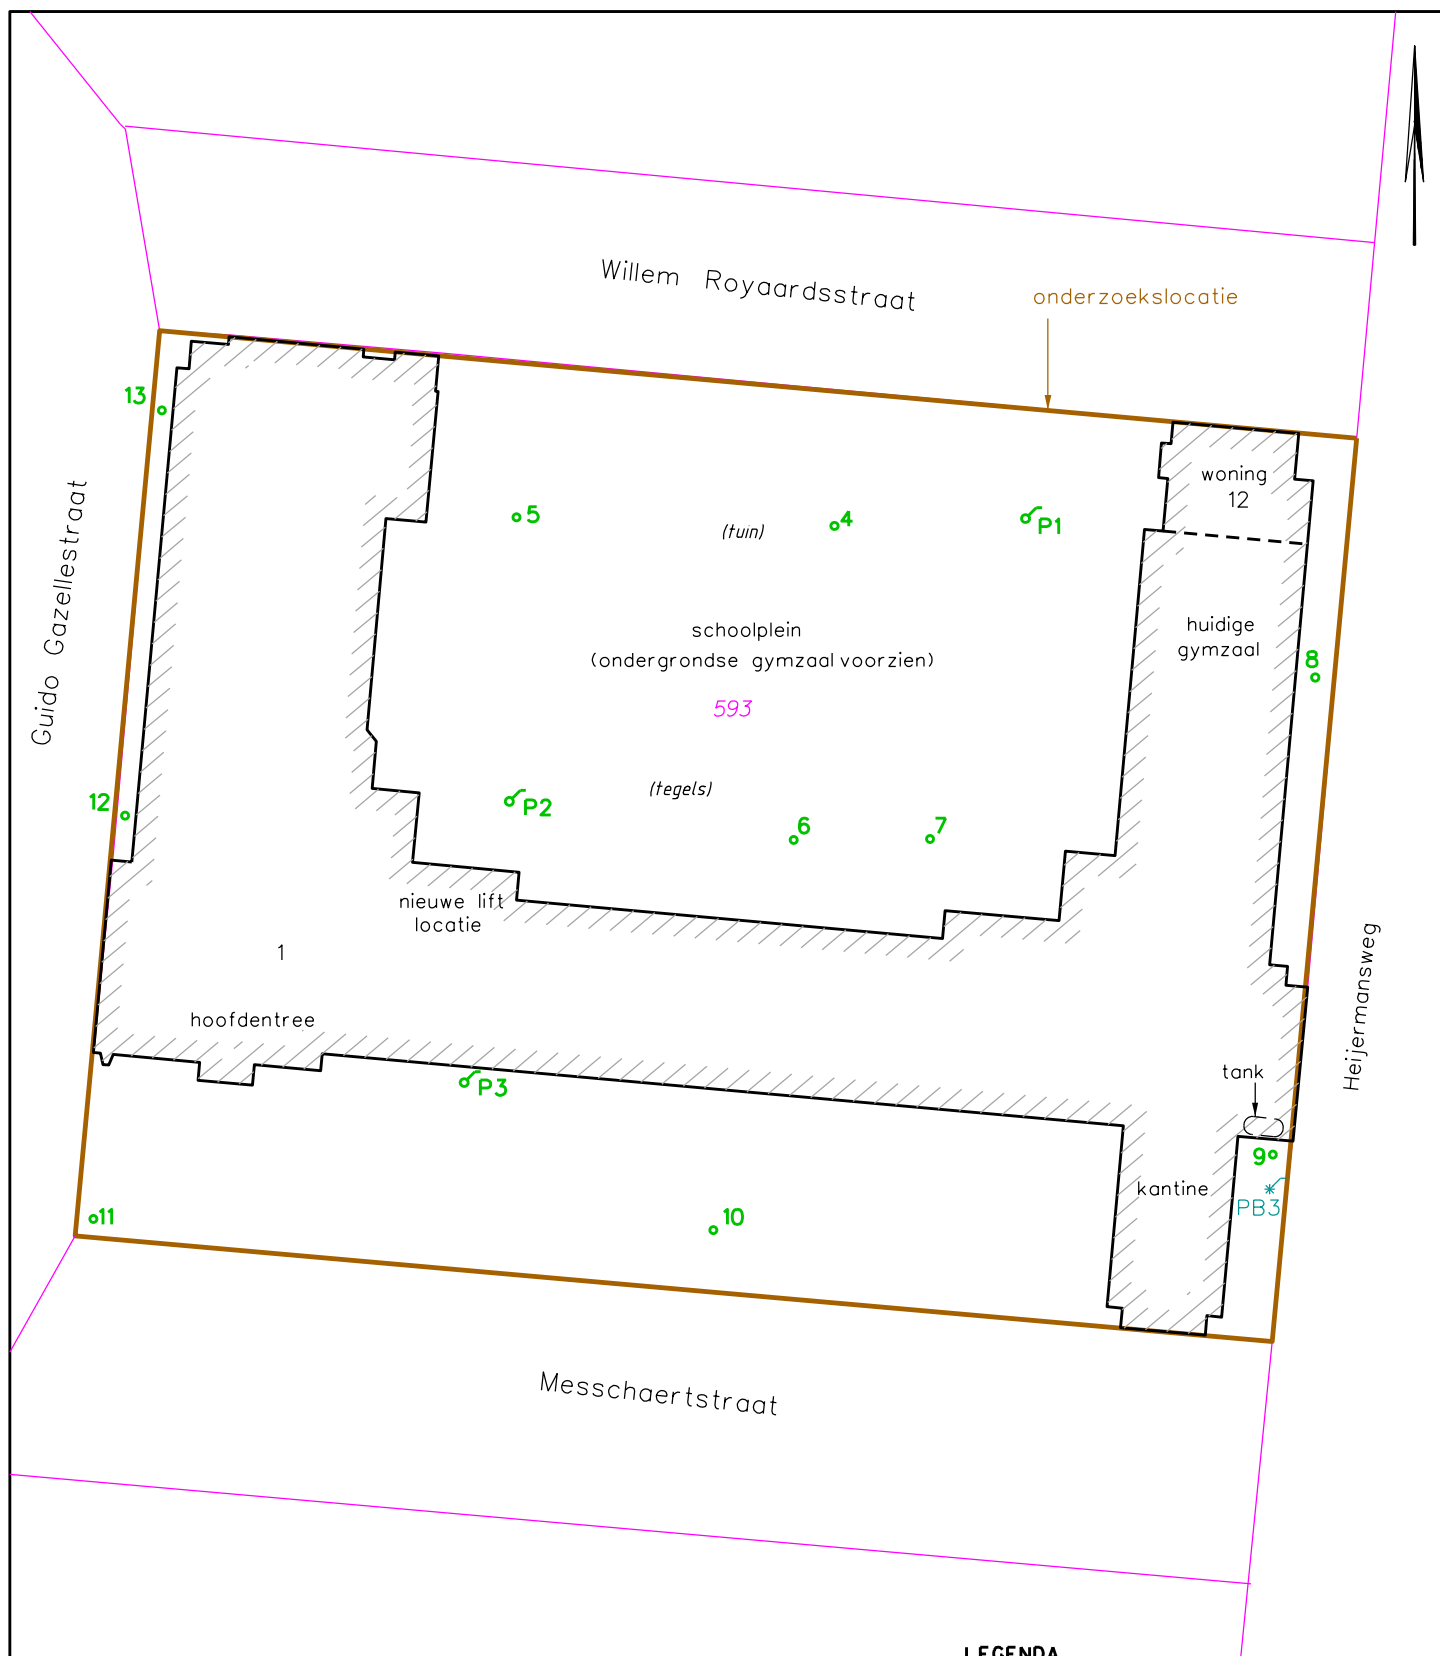 Willem Royaardsstraat
onderzoekslocatie
13
Guido Gazellestraat
woning
12
5
(tuin)
4
P1
huidige
gymzaal
schoolplein
(ondergrondse gymzaal voorzien)
8
593
(tegels)
12
P2
6
7
nieuwe lift
locatie
1
Heijermansweg
hoofdentree
tank
P3
9
kantine
PB3
11
10
Messchaertstraat
LEGENDA